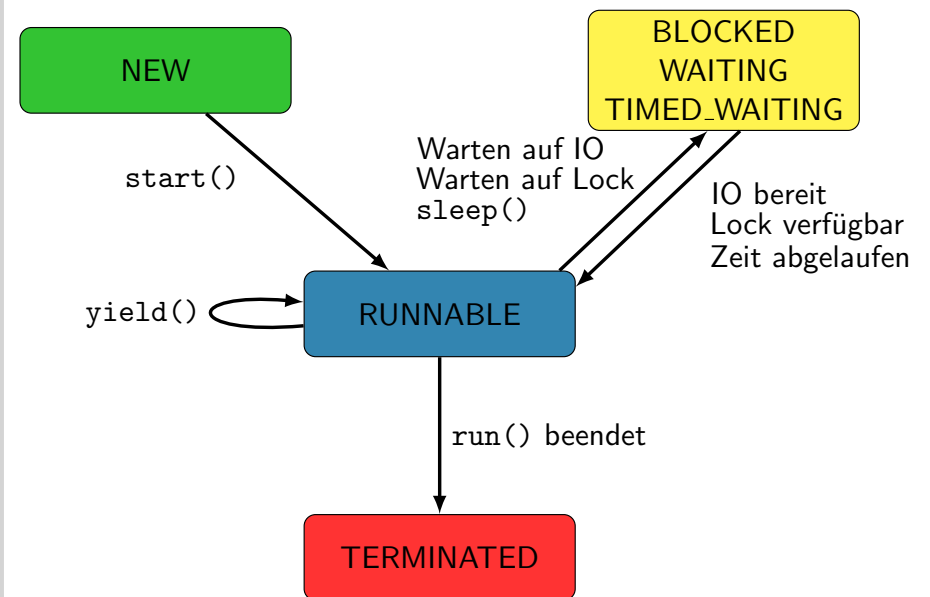 NEW
BLOCKED
WAITING
TIMED_WAITING
start()
Warten auf IO
Warten auf Lock
sleep()
IO bereit
Lock verfügbar
Zeit abgelaufen
yield()
RUNNABLE
run() beendet
TERMINATED